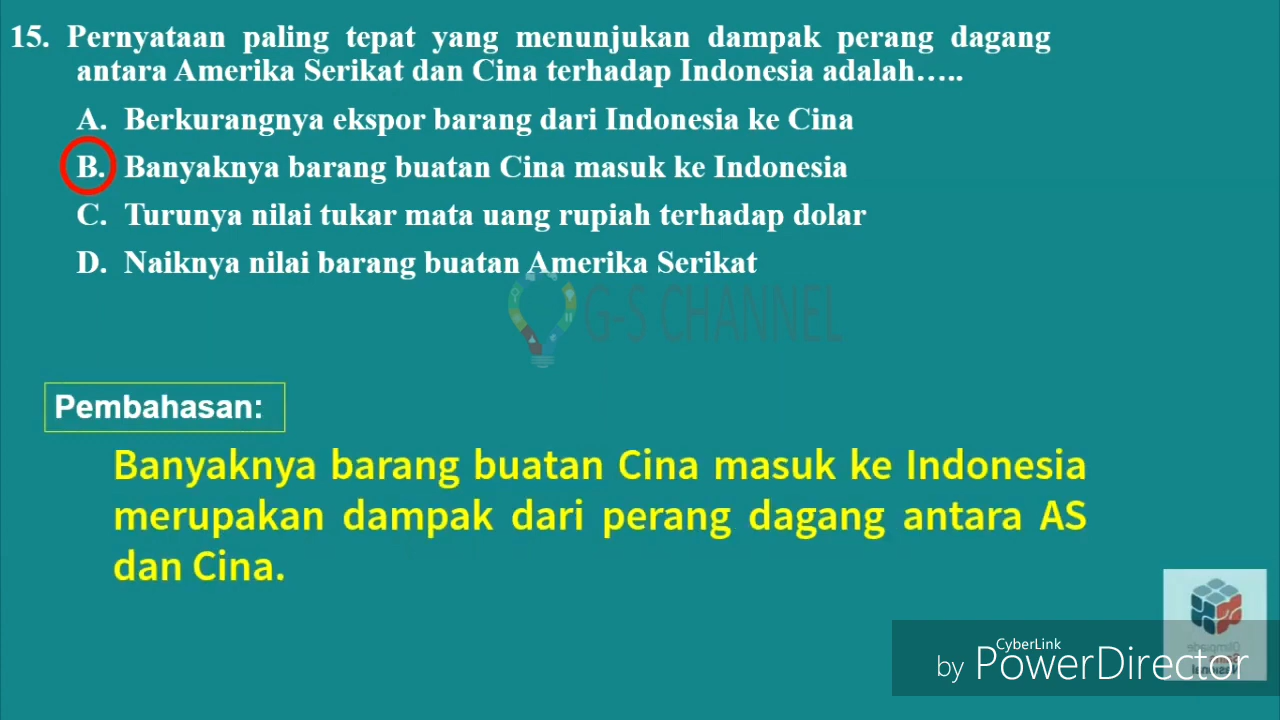 15. Pernyataan paling tepat yang menunjukan dampak perang dagang
antara Amerika Serikat dan Cina terhadap Indonesia adalah…..
A. Berkurangnya ekspor barang dari Indonesia ke Cina
B. Banyaknya barang buatan Cina masuk ke Indonesia
C. Turunya nilai tukar mata uang rupiah terhadap dolar
D. Naiknya nilai barang buatan Amerika Serikat
G-S CHANNEL
Pembahasan:
Banyaknya barang buatan Cina masuk ke Indonesia
merupakan dampak dari perang dagang antara AS
dan Cina.
Olimpiade
Nasional
CyberLink
by PowerDirector